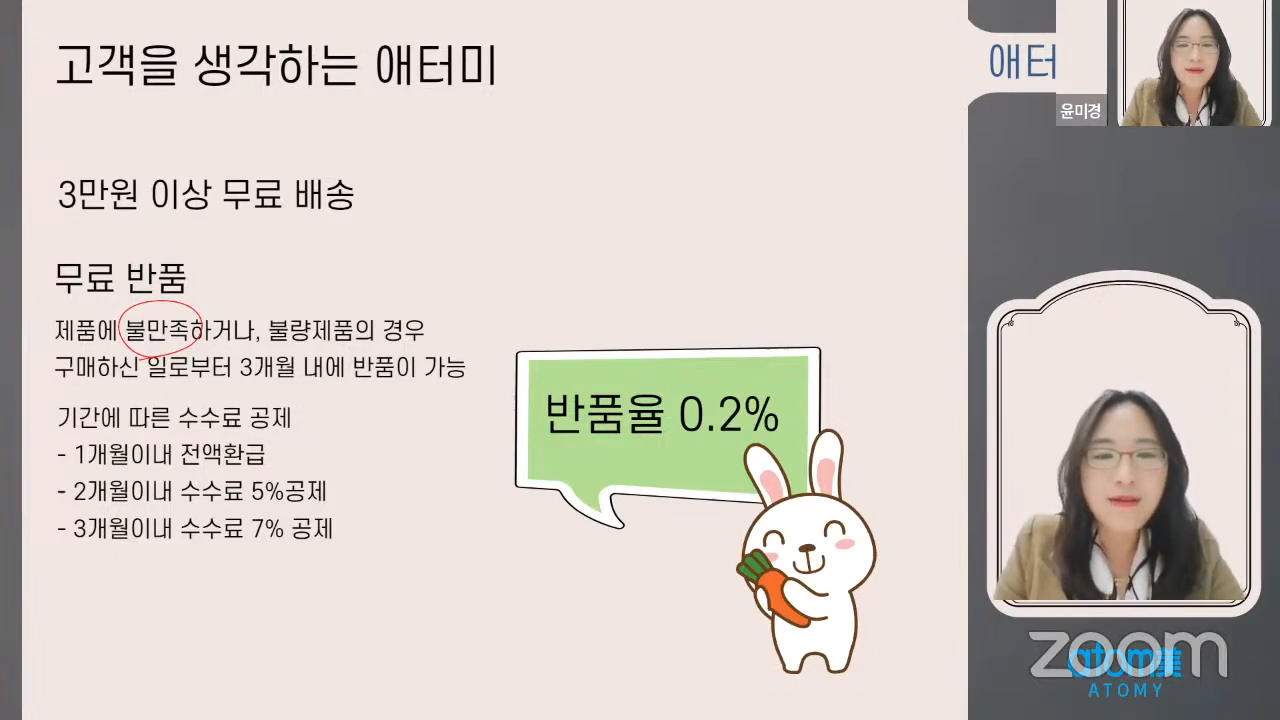 고객을 생각하는 애터미
3만원 이상 무료 배송
무료 반품
제품에 불만족하거나, 불량제품의 경우
구매하신 일로부터 3개월 내에 반품이 가능
기간에 따른 수수료 공제
- 1개월이내 전액환급
- 2개월이내 수수료 5%공제
- 3개월이내 수수료 7% 공제
반품율 0.2%
애터
윤미경
zoom
atom美
ATOMY